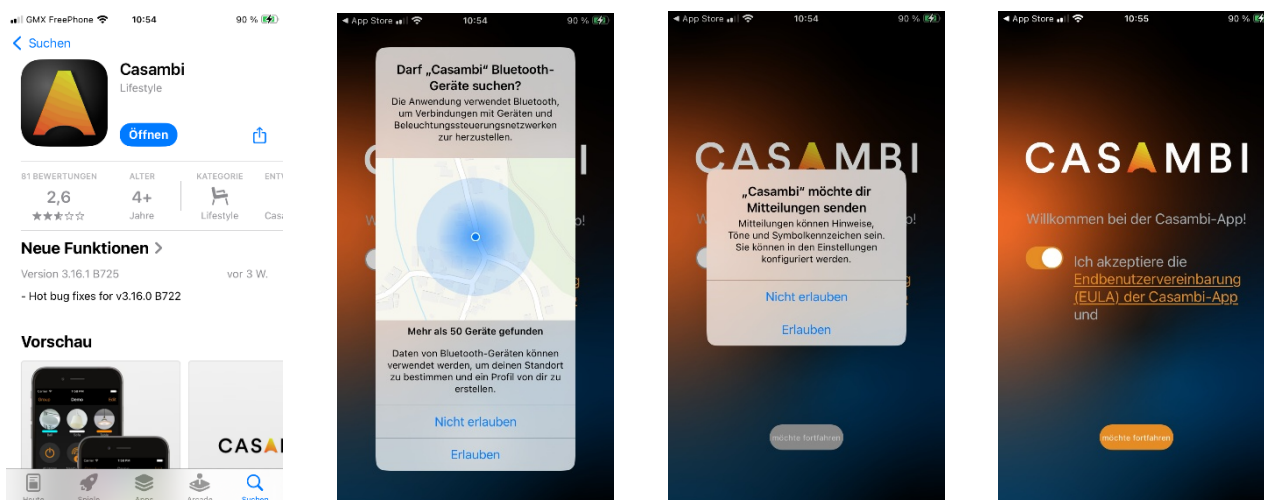 GMX FreePhone 10:54 90 %
Suchen
Casambi
Lifestyle
Öffnen
81 BEWERTUNGEN ALTER KATEGORIE
2,6 4+
Jahre Lifestyle
Neue Funktionen >
Version 3.16.1 B725 vor 3 W.
- Hot bug fixes for v3.16.0 B722
Vorschau
Group Demo Edit
CASA
Heute Spiele Apps Arcade Suchen
App Store 10:54 90 %
Darf „Casambi“ Bluetooth-
Geräte suchen?
Die Anwendung verwendet Bluetooth,
um Verbindungen mit Geräten und
Beleuchtungssteuerungsnetzwerken
zur herzustellen.
Mehr als 50 Geräte gefunden
Daten von Bluetooth-Geräten können
verwendet werden, um deinen Standort
zu bestimmen und ein Profil von dir zu
erstellen.
Nicht erlauben
Erlauben
App Store 10:54 90 %
CASAMBI
„Casambi“ möchte dir
Mitteilungen senden
Mitteilungen können Hinweise,
Töne und Symbolkennzeichen sein.
Sie können in den Einstellungen
konfiguriert werden.
Nicht erlauben
Erlauben
möchte fortfahren
App Store 10:55 90 %
CASAMBI
Willkommen bei der Casambi-App!
Ich akzeptiere die
Endbenutzervereinbarung
(EULA) der Casambi-App
und
möchte fortfahren